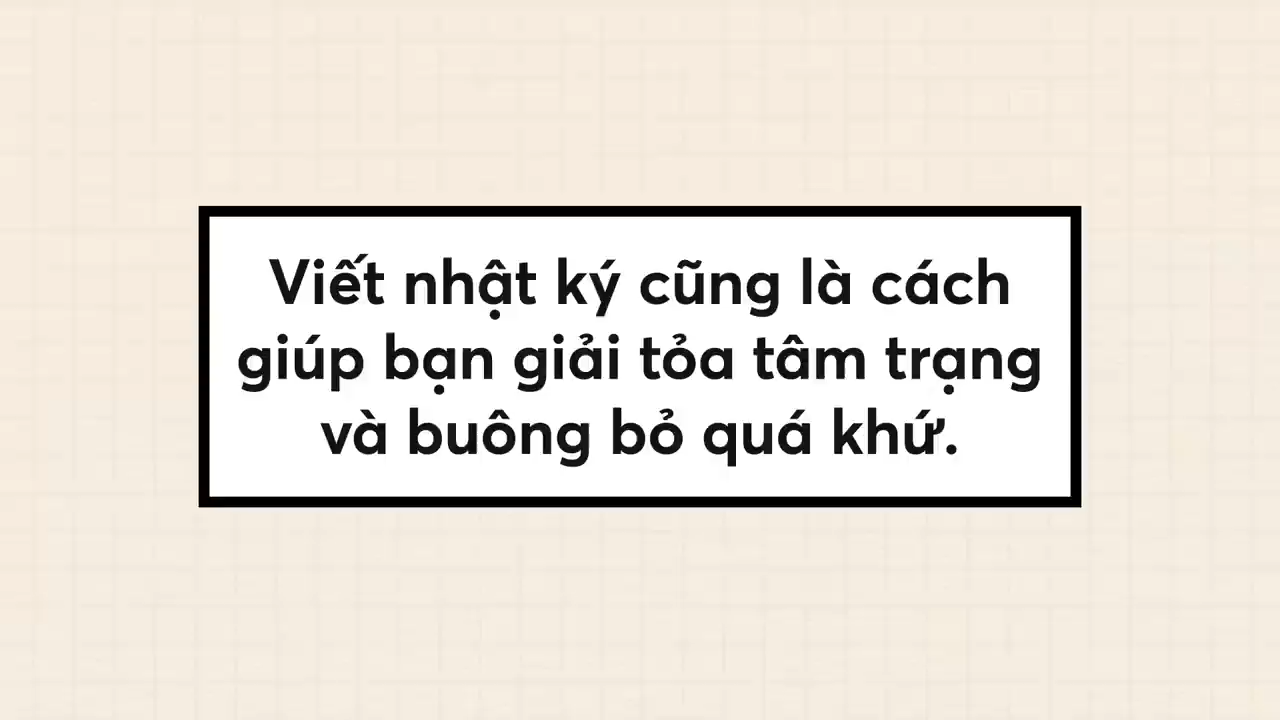 Viết nhật ký cũng là cách
giúp bạn giải tỏa tâm trạng
và buông bỏ quá khứ.